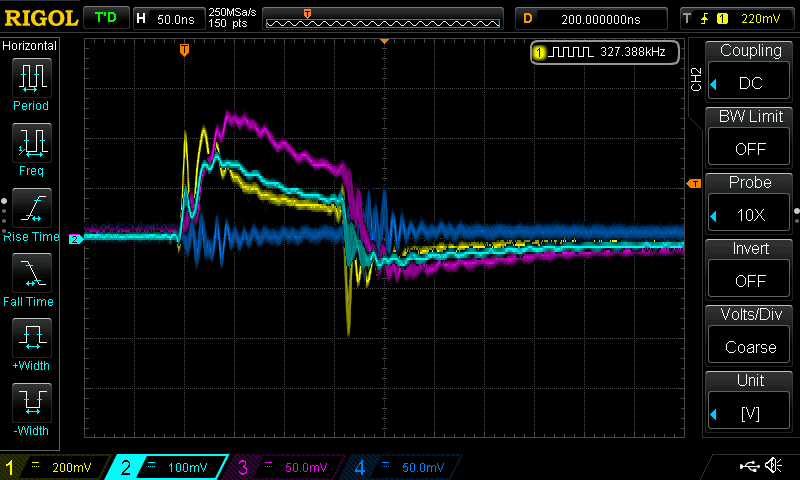 RIGOL T'D H 50.0ns 250MSa/s 150 pts D 200.000000ns T 1 220mV
Horizontal
Period
Freq
Rise Time
Fall Time
+Width
-Width
T
1 327.388kHz
T
2
CH2
Coupling
DC
BW Limit
OFF
Probe
10X
Invert
OFF
Volts/Div
Coarse
Unit
[V]
1 200mV 2 100mV 3 50.0mV 4 50.0mV